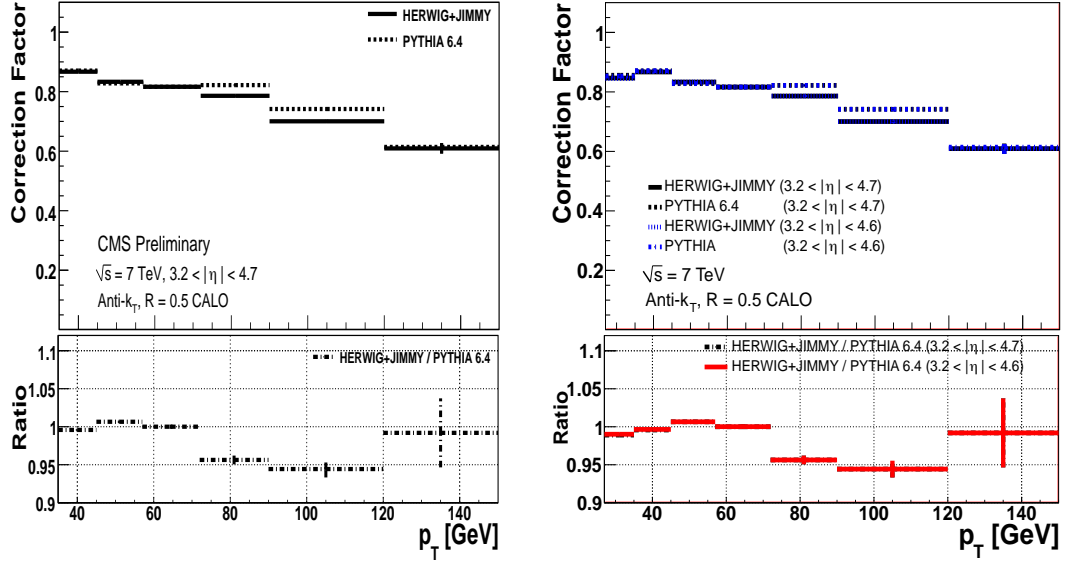 HERWIG+JIMMY
PYTHIA 6.4
Correction Factor
1
0.8
0.6
0.4
0.2
CMS Preliminary
√s = 7 TeV, 3.2 < |η| < 4.7
Anti-k_T, R = 0.5 CALO
HERWIG+JIMMY / PYTHIA 6.4
Ratio
1.1
1.05
1
0.95
0.9
40 60 80 100 120 140
p_T [GeV]
Correction Factor
1
0.8
0.6
0.4
0.2
HERWIG+JIMMY (3.2 < |η| < 4.7)
PYTHIA 6.4 (3.2 < |η| < 4.7)
HERWIG+JIMMY (3.2 < |η| < 4.6)
PYTHIA (3.2 < |η| < 4.6)
√s = 7 TeV
Anti-k_T, R = 0.5 CALO
HERWIG+JIMMY / PYTHIA 6.4 (3.2 < |η| < 4.7)
HERWIG+JIMMY / PYTHIA 6.4 (3.2 < |η| < 4.6)
Ratio
1.1
1.05
1
0.95
0.9
40 60 80 100 120 140
p_T [GeV]